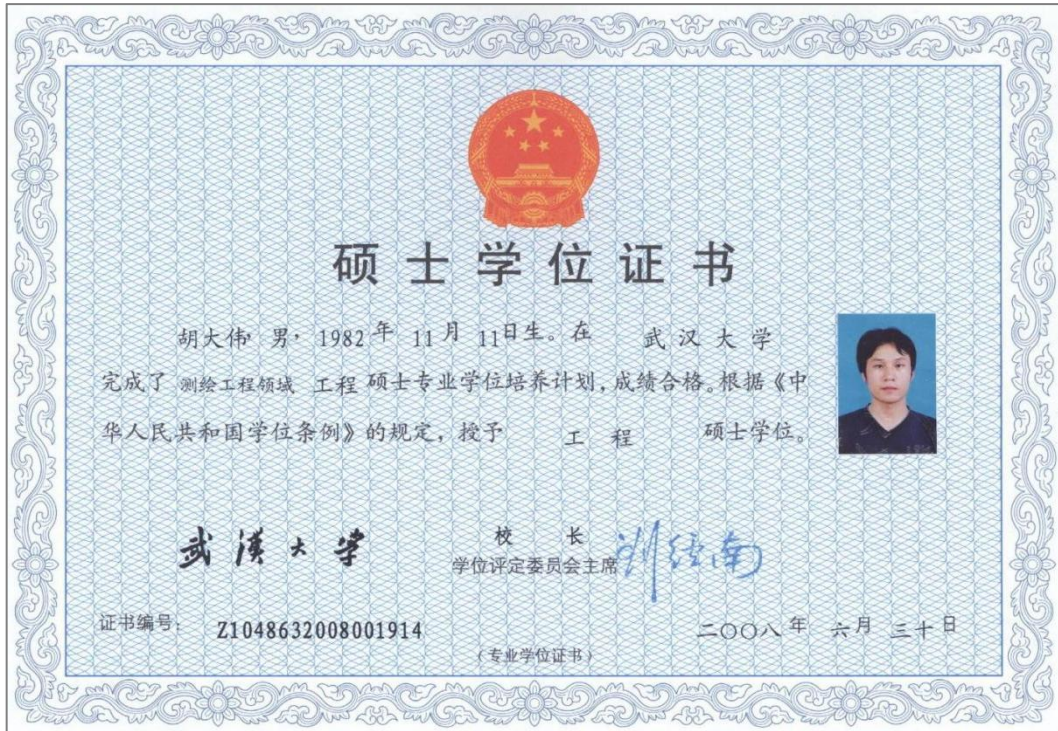 硕士学位证书
胡大伟, 男, 1982年 11月 11日生。在 武汉大学
完成了 测绘工程领域 工程 硕士专业学位培养计划, 成绩合格。根据《中
华人民共和国学位条例》的规定, 授予 工 程 硕士学位。
武漢大学 校 长
学位评定委员会主席 刘经南
证书编号: Z1048632008001914 二〇〇八年 六月 三十日
(专业学位证书)